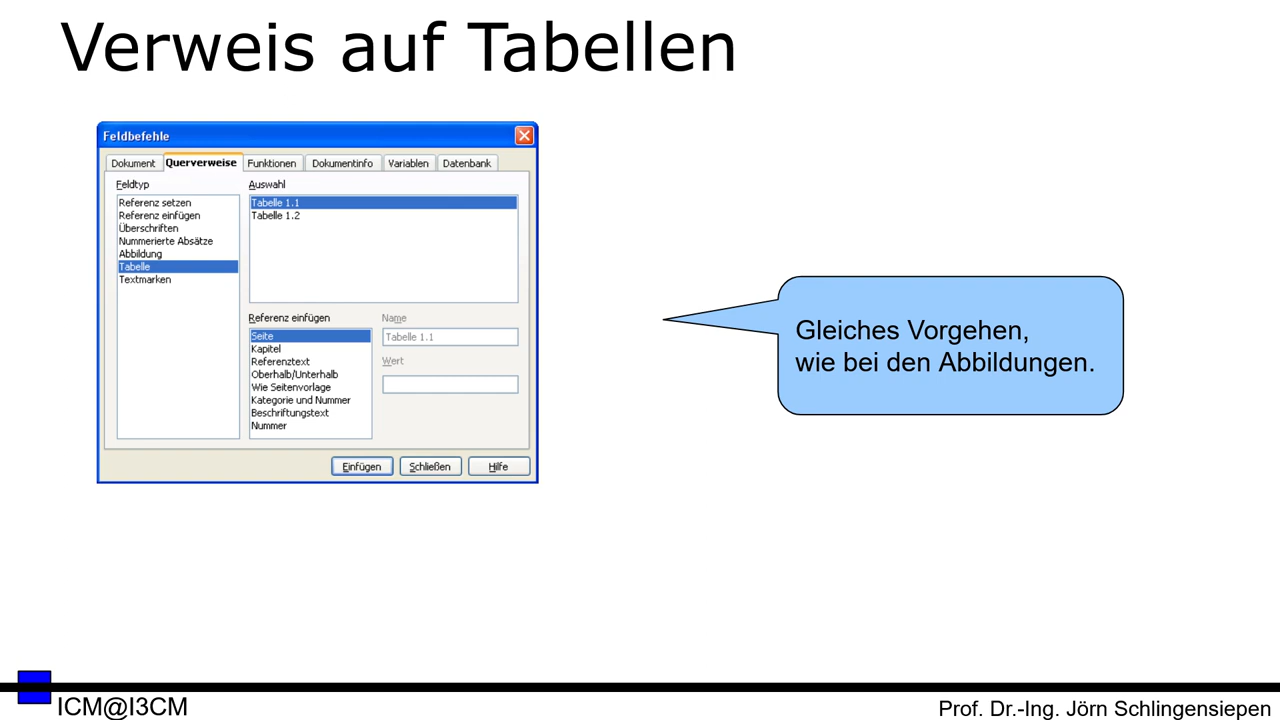 Verweis auf Tabellen
Feldbefehle
Dokument Querverweise Funktionen Dokumentinfo Variablen Datenbank
Feldtyp
Referenz setzen
Referenz einfügen
Überschriften
Nummerierte Absätze
Abbildung
Tabelle
Textmarken
Auswahl
Tabelle 1.1
Tabelle 1.2
Referenz einfügen
Seite
Kapitel
Referenztext
Oberhalb/Unterhalb
Wie Seitenvorlage
Kategorie und Nummer
Beschriftungstext
Nummer
Name
Tabelle 1.1
Wert
Einfügen Schließen Hilfe
Gleiches Vorgehen,
wie bei den Abbildungen.
ICM@I3CM
Prof. Dr.-Ing. Jörn Schlingensiepen